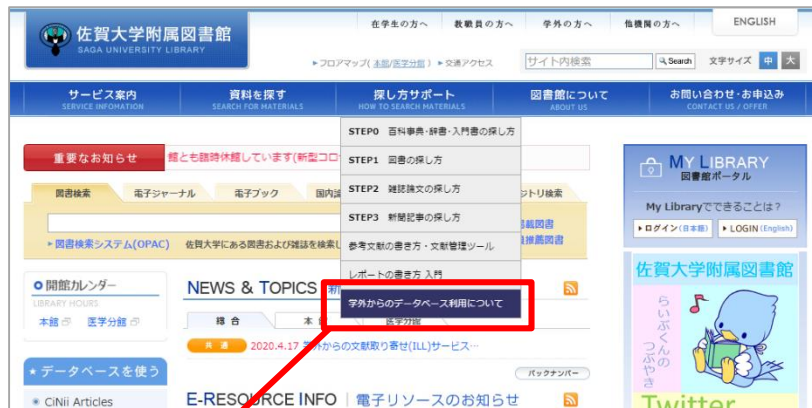 佐賀大学附属図書館
SAGA UNIVERSITY LIBRARY
在学生の方へ 教職員の方へ 学外の方へ 他機関の方へ ENGLISH
フロアマップ( 本館/医学分館 ) 交通アクセス サイト内検索 Search 文字サイズ 中 大
サービス案内 資料を探す 探し方サポート 図書館について お問い合わせ・お申込み
SERVICE INFOMATION SEARCH FOR MATERIALS HOW TO SEARCH MATERIALS ABOUT US CONTACT US / OFFER
STEP0 百科事典・辞書・入門書の探し方
STEP1 図書の探し方
STEP2 雑誌論文の探し方
STEP3 新聞記事の探し方
参考文献の書き方・文献管理ツール
レポートの書き方 入門
学外からのデータベース利用について
重要なお知らせ 館とも臨時休館しています(新型コロ
図書検索 電子ジャーナル 電子ブック 国内 ジトリ検索
掲載図書
図書検索システム(OPAC) 佐賀大学にある図書および雑誌を検索し 推薦図書
MY LIBRARY
図書館ポータル
My Libraryでできることは?
ログイン(日本語) LOGIN(English)
開館カレンダー
LIBRARY HOURS
本館 医学分館
NEWS & TOPICS
総合 本 医学分館
共通 2020.4.17 学外からの文献取り寄せ(ILL)サービス…
バックナンバー
データベースを使う
CiNii Articles
E-RESOURCE INFO 電子リソースのお知らせ
佐賀大学附属図書館
らいぶくんのつぶやき
Twitter